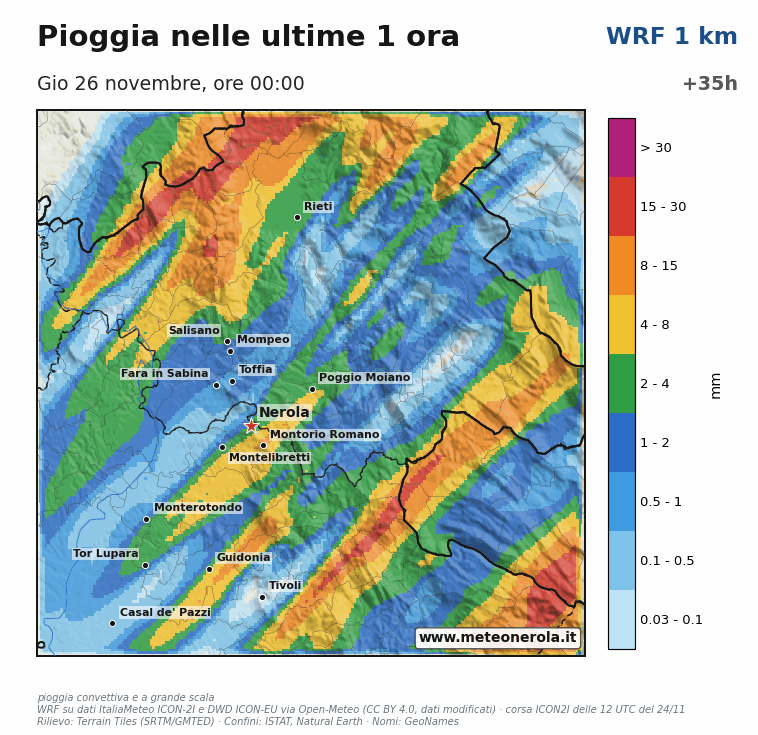 Pioggia nelle ultime 1 ora
WRF 1 km
Gio 26 novembre, ore 00:00
+35h
Rieti
Salisano
Mompeo
Fara in Sabina
Toffia
Poggio Moiano
Nerola
Montorio Romano
Montelibretti
Monterotondo
Tor Lupara
Guidonia
Tivoli
Casal de' Pazzi
www.meteonerola.it
> 30
15 - 30
8 - 15
4 - 8
2 - 4
1 - 2
0.5 - 1
0.1 - 0.5
0.03 - 0.1
mm
pioggia convettiva e a grande scala
WRF su dati ItaliaMeteo ICON-2I e DWD ICON-EU via Open-Meteo (CC BY 4.0, dati modificati) · corsa ICON2I delle 12 UTC del 24/11
Rilievo: Terrain Tiles (SRTM/GMTED) · Confini: ISTAT, Natural Earth · Nomi: GeoNames